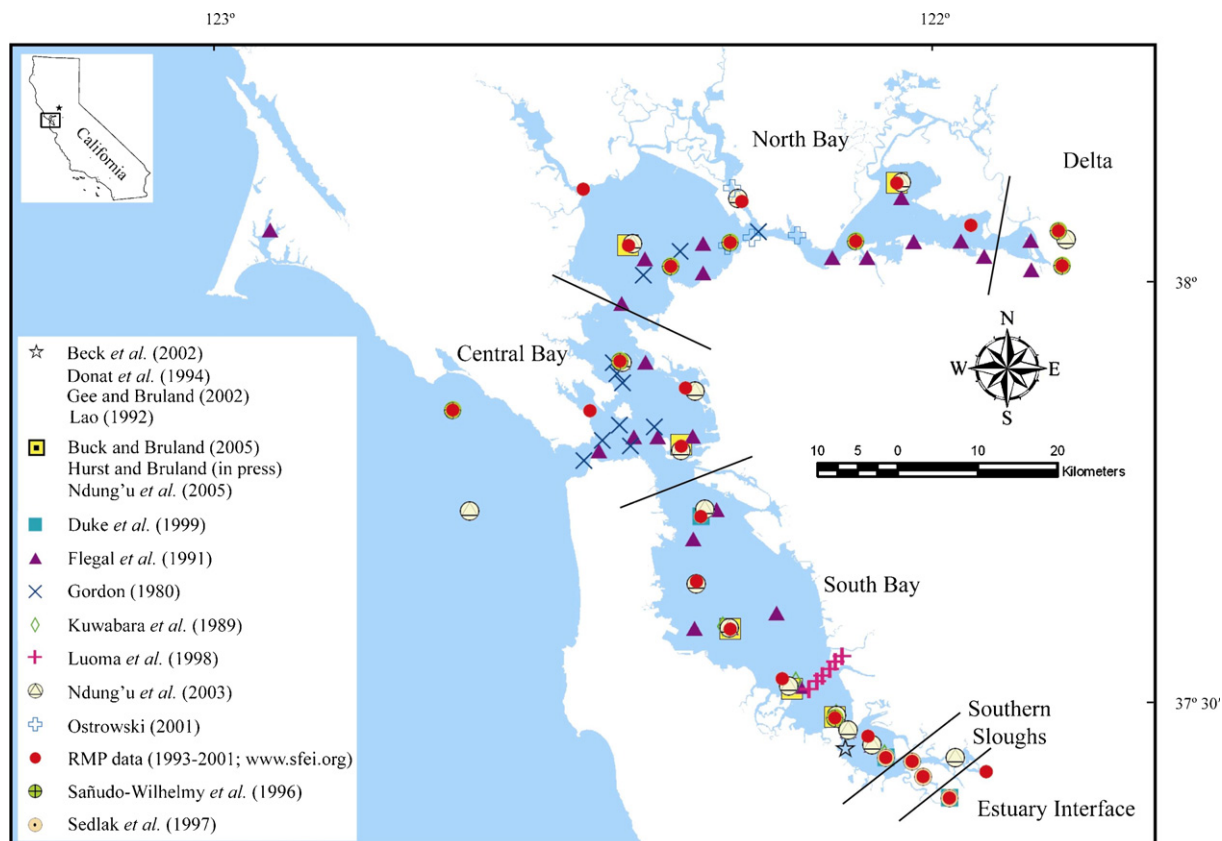 123º
122º
California
North Bay
Delta
38º
Central Bay
N
W E
S
10 0 10 20
Kilometers
South Bay
37º 30'
Southern
Sloughs
Estuary Interface
Beck et al. (2002)
Donat et al. (1994)
Gee and Bruland (2002)
Lao (1992)
Buck and Bruland (2005)
Hurst and Bruland (in press)
Ndung'u et al. (2005)
Duke et al. (1999)
Flegal et al. (1991)
Gordon (1980)
Kuwabara et al. (1989)
Luoma et al. (1998)
Ndung'u et al. (2003)
Ostrowski (2001)
RMP data (1993-2001; www.sfei.org)
Sañudo-Wilhelmy et al. (1996)
Sedlak et al. (1997)